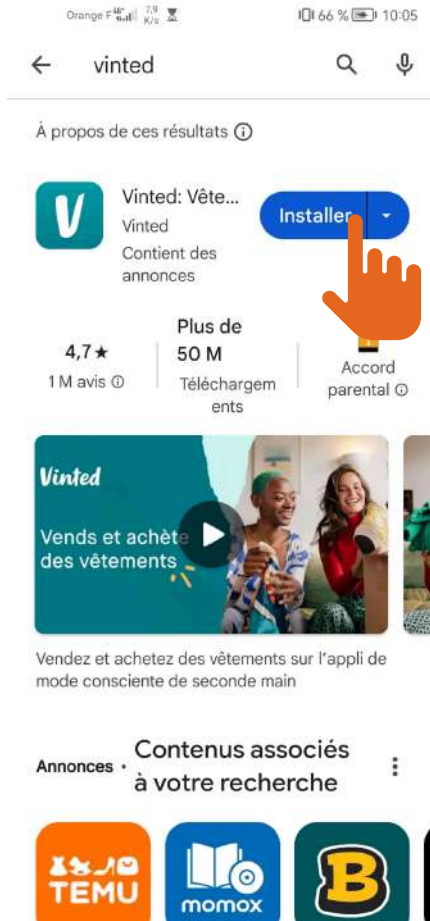 Orange F 7,9 K/s 66 % 10:05
vinted
À propos de ces résultats
V
Vinted: Vête...
Vinted
Contient des
annonces
Installer
4,7★
1 M avis
Plus de
50 M
Téléchargem
ents
Accord
parental
Vinted
Vends et achète
des vêtements
Vendez et achetez des vêtements sur l'appli de
mode consciente de seconde main
Annonces •
Contenus associés
à votre recherche
TEMU
momox
B